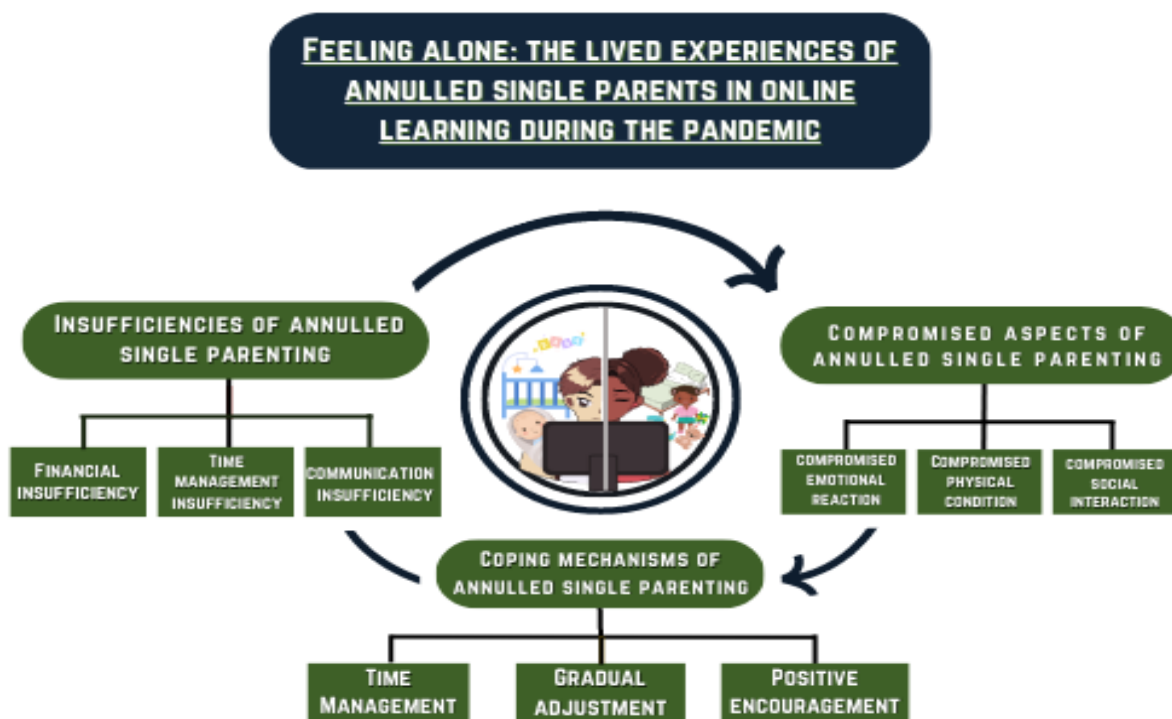 FEELING ALONE: THE LIVED EXPERIENCES OF
ANNULLED SINGLE PARENTS IN ONLINE
LEARNING DURING THE PANDEMIC
INSUFFICIENCIES OF ANNULLED
SINGLE PARENTING
FINANCIAL
INSUFFICIENCY
TIME
MANAGEMENT
INSUFFICIENCY
COMMUNICATION
INSUFFICIENCY
COMPROMISED ASPECTS OF
ANNULLED SINGLE PARENTING
COMPROMISED
EMOTIONAL
REACTION
COMPROMISED
PHYSICAL
CONDITION
COMPROMISED
SOCIAL
INTERACTION
COPING MECHANISMS OF
ANNULLED SINGLE PARENTING
TIME
MANAGEMENT
GRADUAL
ADJUSTMENT
POSITIVE
ENCOURAGEMENT